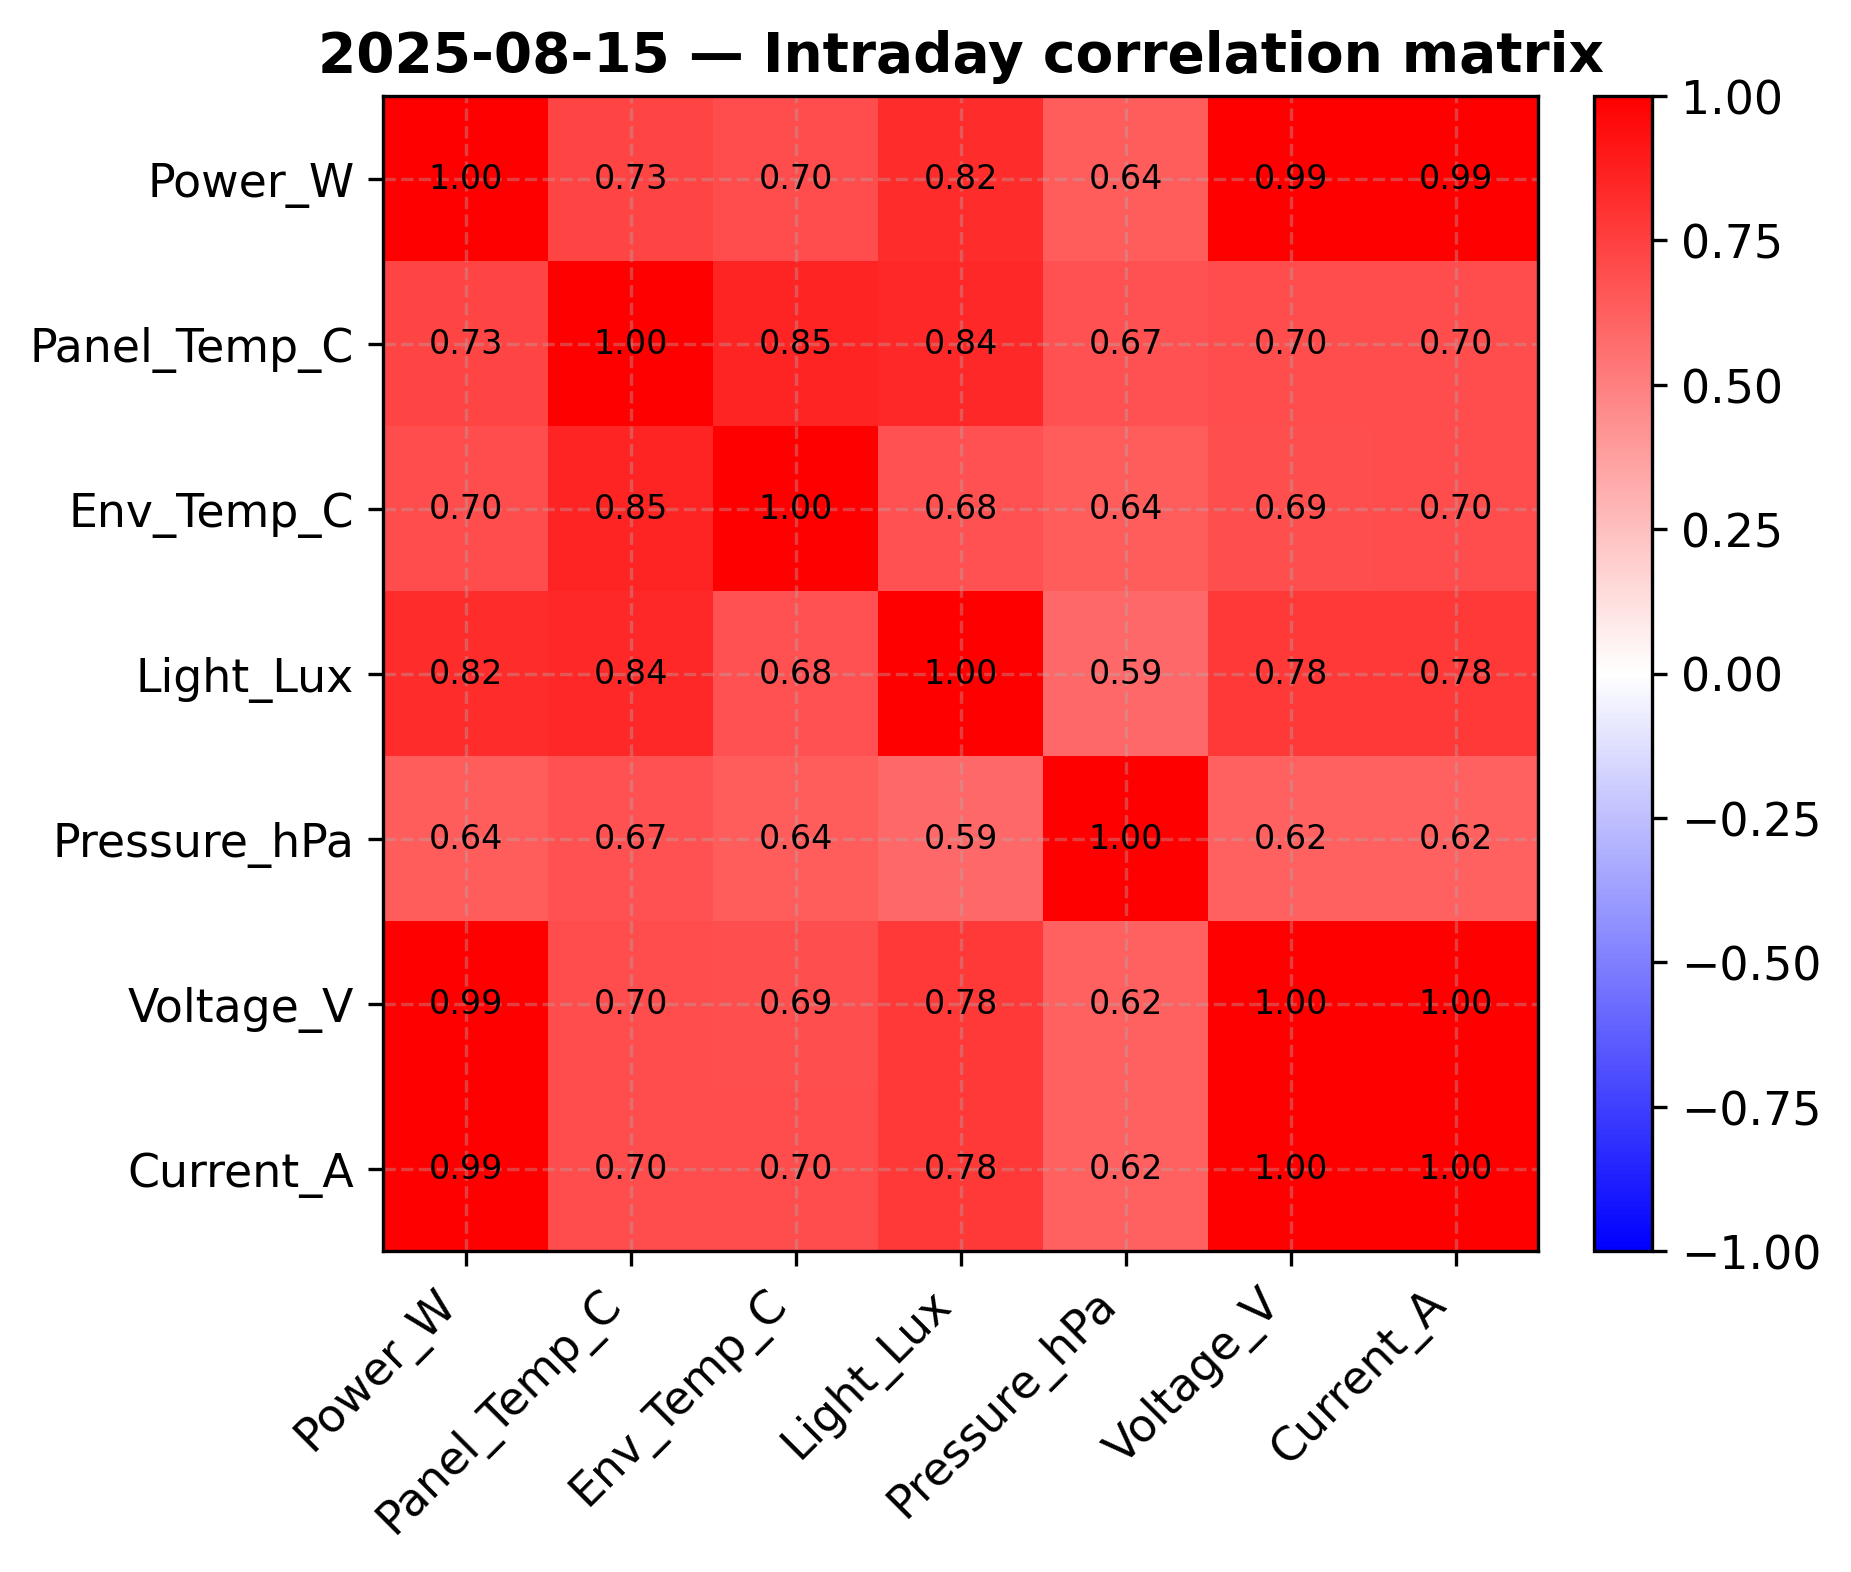 2025-08-15 — Intraday correlation matrix
Power_W 1.00 0.73 0.70 0.82 0.64 0.99 0.99
Panel_Temp_C 0.73 1.00 0.85 0.84 0.67 0.70 0.70
Env_Temp_C 0.70 0.85 1.00 0.68 0.64 0.69 0.70
Light_Lux 0.82 0.84 0.68 1.00 0.59 0.78 0.78
Pressure_hPa 0.64 0.67 0.64 0.59 1.00 0.62 0.62
Voltage_V 0.99 0.70 0.69 0.78 0.62 1.00 1.00
Current_A 0.99 0.70 0.70 0.78 0.62 1.00 1.00
Power_W
Panel_Temp_C
Env_Temp_C
Light_Lux
Pressure_hPa
Voltage_V
Current_A
1.00
0.75
0.50
0.25
0.00
−0.25
−0.50
−0.75
−1.00